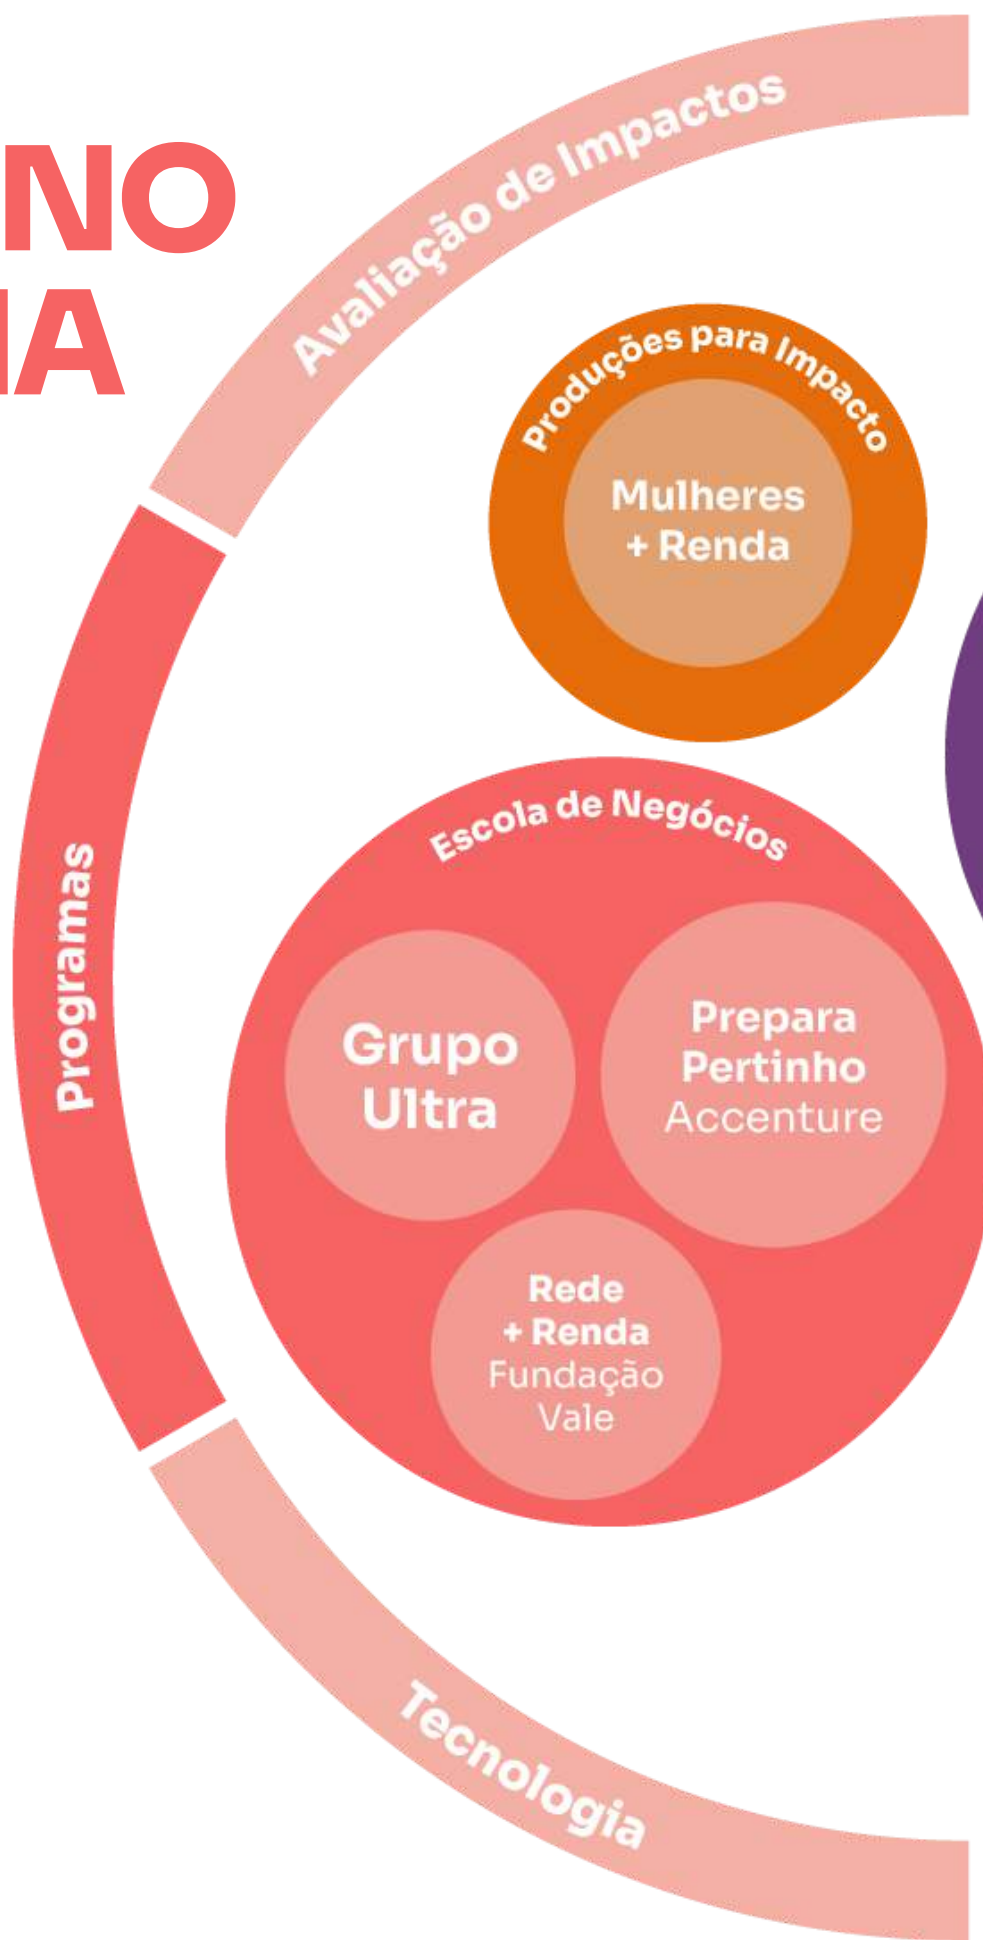 NO
Avaliação de Impactos
Produções para Impacto
Mulheres
+ Renda
Programas
Escola de Negócios
Grupo
Ultra
Prepara
Pertinho
Accenture
Rede
+ Renda
Fundação
Vale
Tecnologia